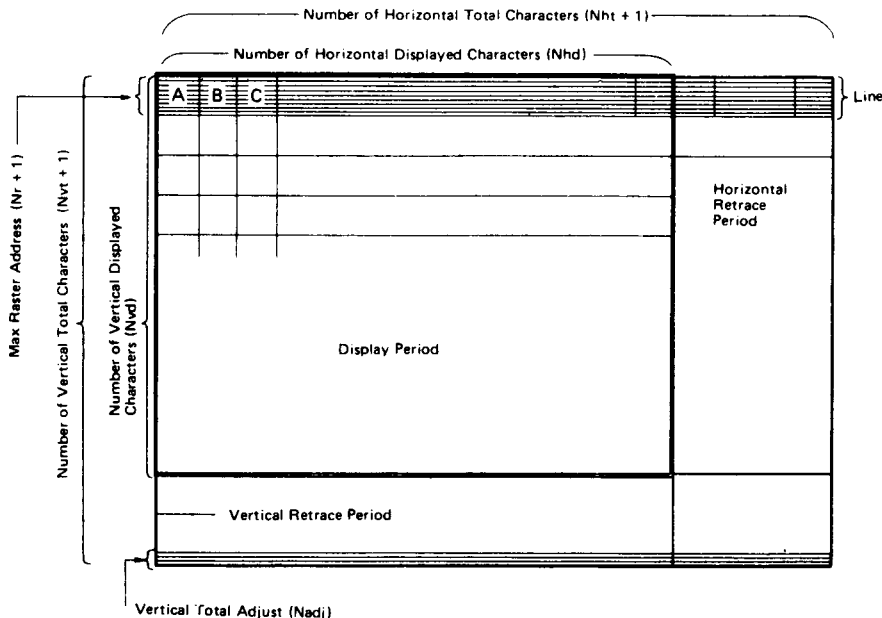 Number of Horizontal Total Characters (Nht + 1)
Number of Horizontal Displayed Characters (Nhd)
A B C
Line
Max Raster Address (Nr + 1)
Number of Vertical Total Characters (Nvt + 1)
Number of Vertical Displayed
Characters (Nvd)
Horizontal
Retrace
Period
Display Period
Vertical Retrace Period
Vertical Total Adjust (Nadj)